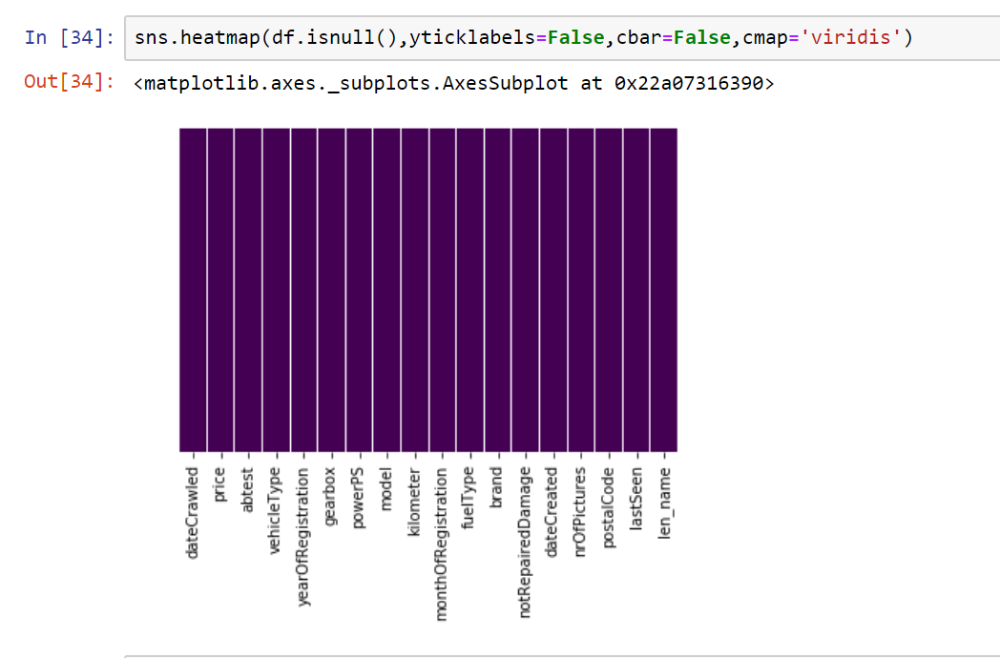 In [34]: sns.heatmap(df.isnull(),yticklabels=False,cbar=False,cmap='viridis')
Out[34]: <matplotlib.axes._subplots.AxesSubplot at 0x22a07316390>
dateCrawled
price
abtest
vehicleType
yearOfRegistration
gearbox
powerPS
model
kilometer
monthOfRegistration
fuelType
brand
notRepairedDamage
dateCreated
nrOfPictures
postalCode
lastSeen
len_name